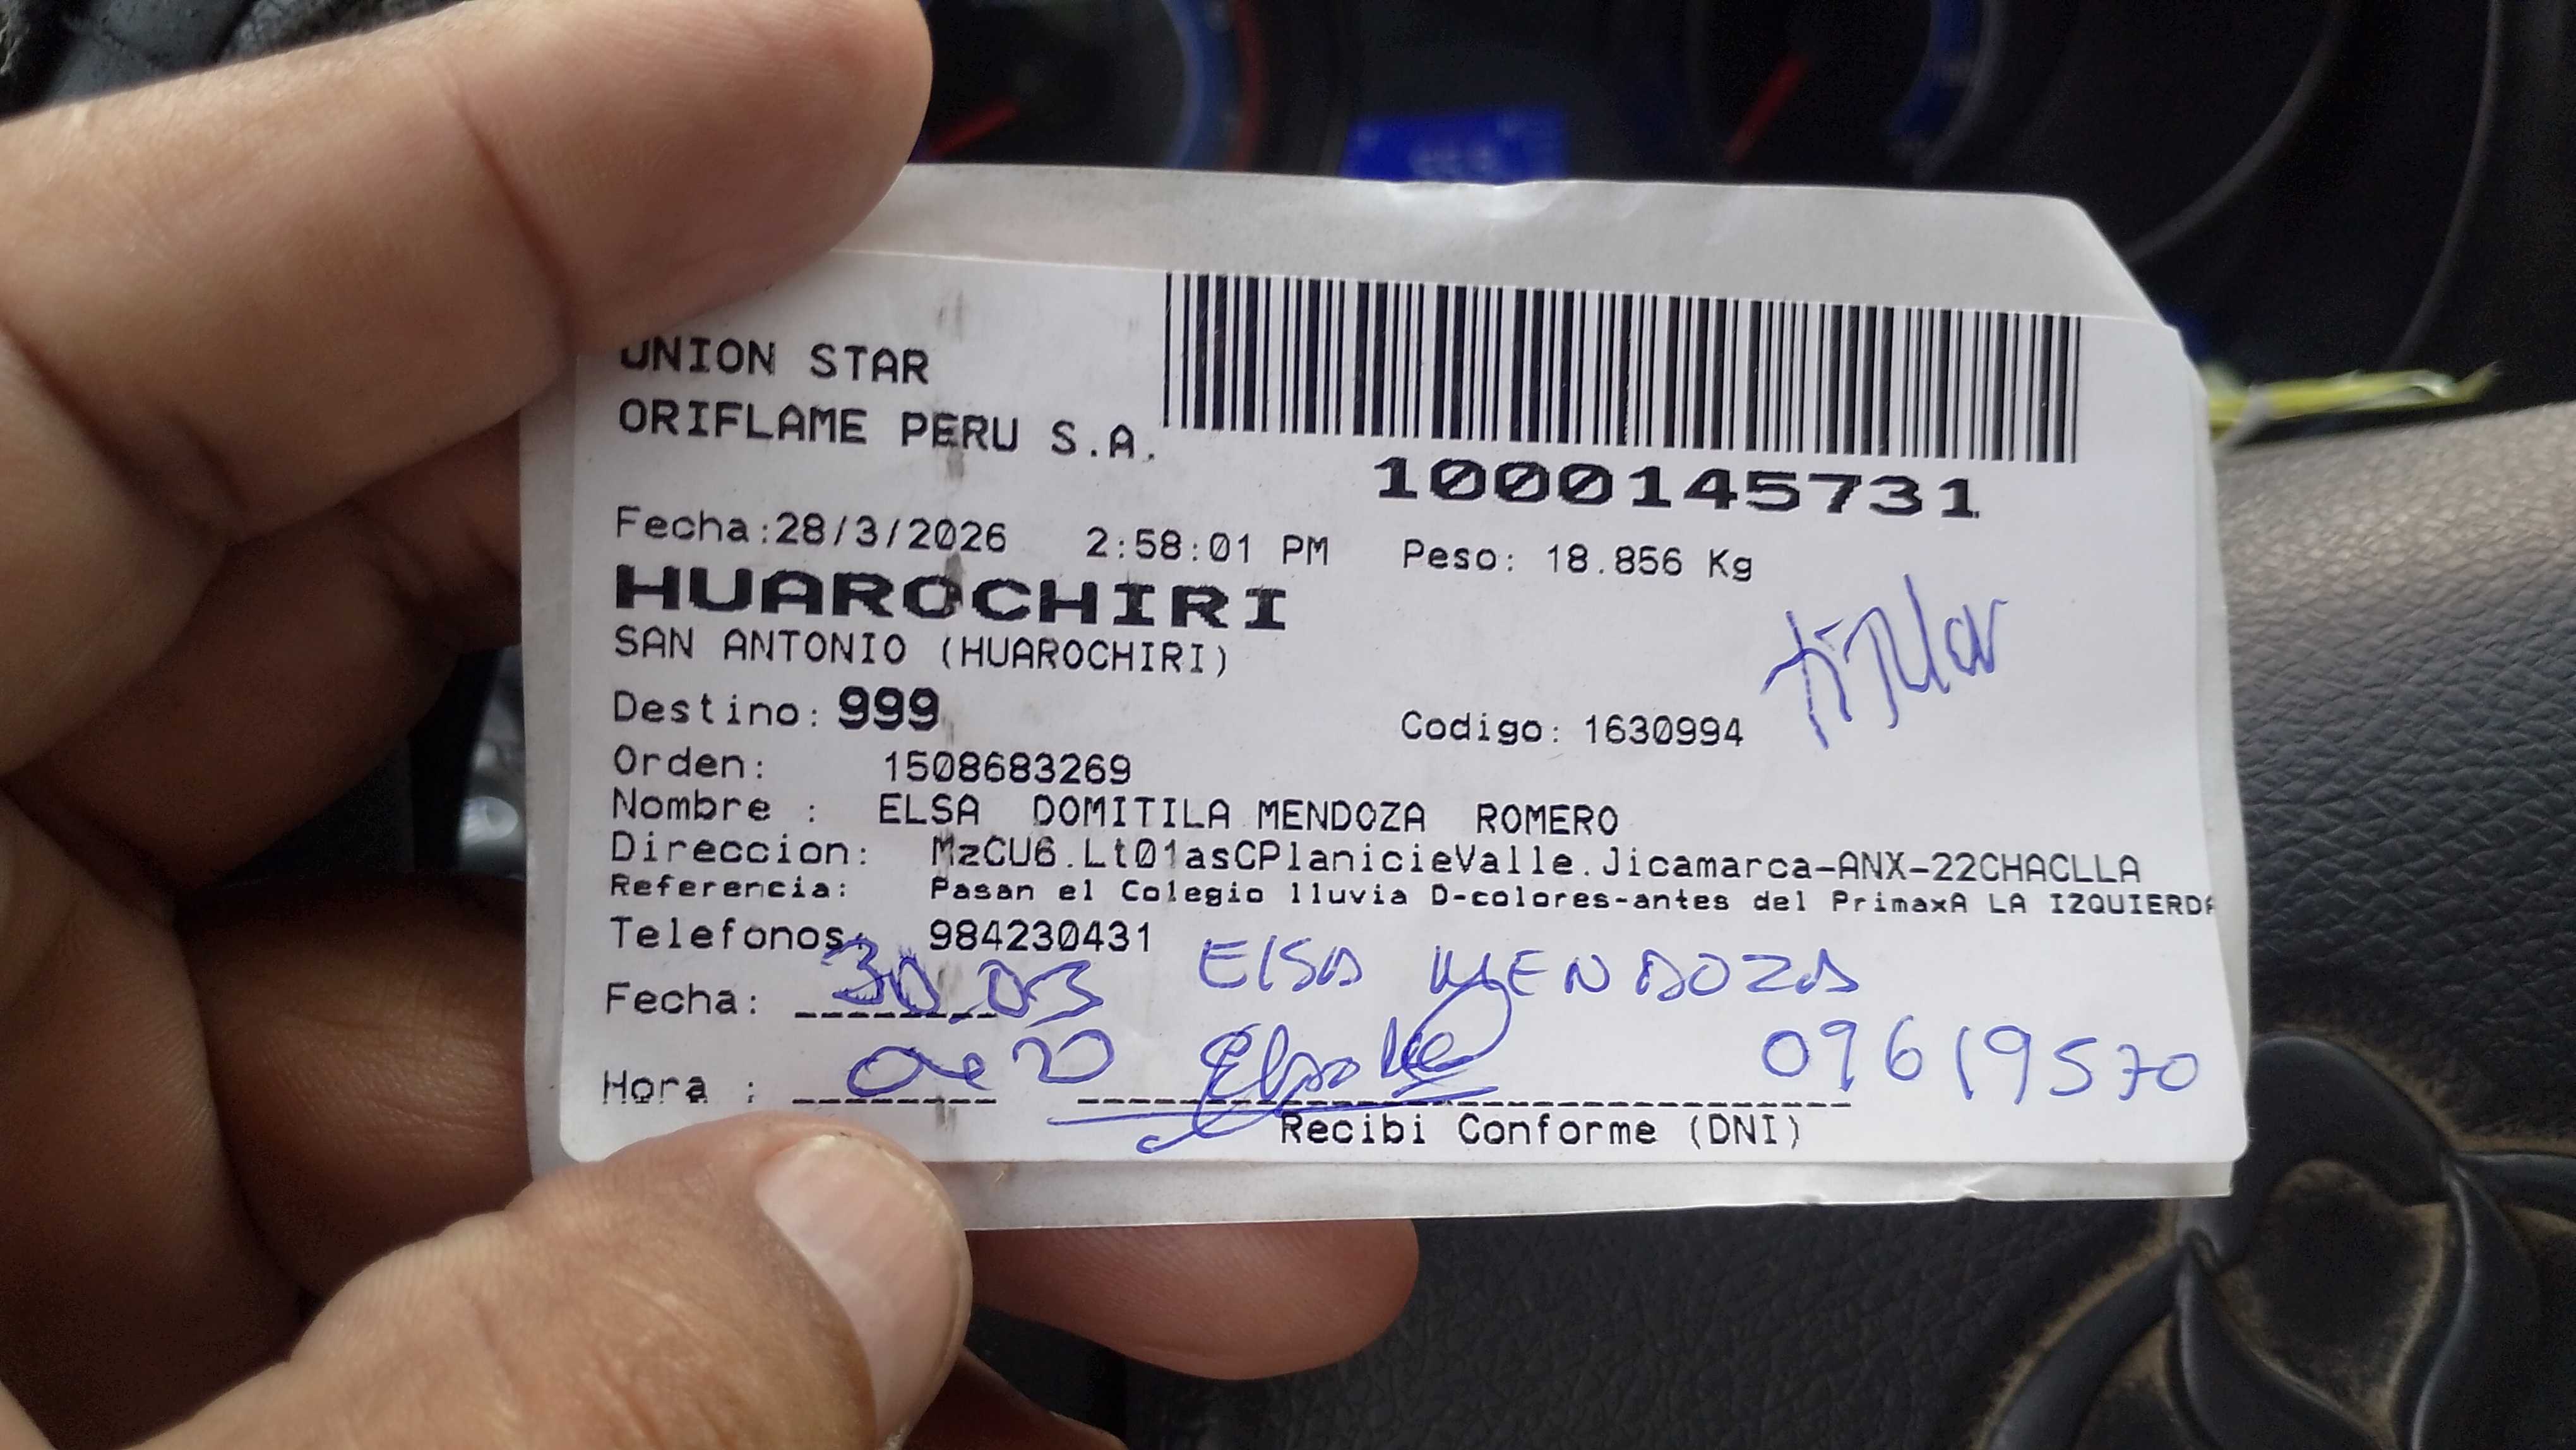 UNION STAR
ORIFLAME PERU S.A.
1000145731
Fecha:28/3/2026 2:58:01 PM Peso: 18.856 Kg
HUAROCHIRI
SAN ANTONIO (HUAROCHIRI)
titular
Destino: 999
Codigo: 1630994
Orden: 1508683269
Nombre : ELSA DOMITILA MENDOZA ROMERO
Direccion: MzCU6.Lt01asCPlanicieValle.Jicamarca-ANX-22CHACLLA
Referencia: Pasan el Colegio lluvia D-colores-antes del PrimaxA LA IZQUIERDA
Telefonos: 984230431
Fecha: 30.03 ElSA MENDOZA
Hora : 09619570
Recibi Conforme (DNI)